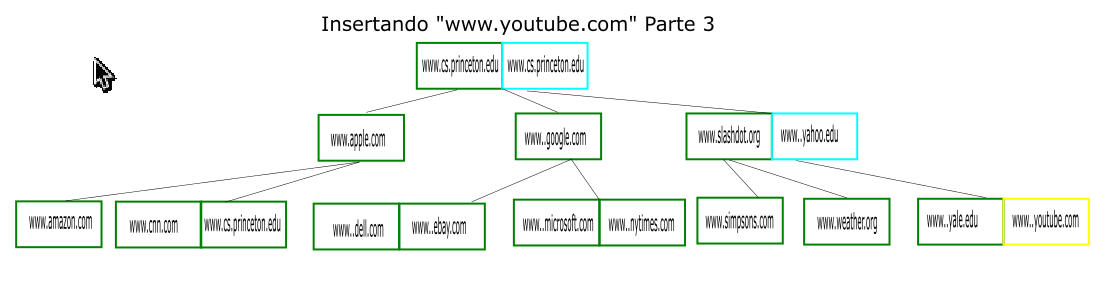 Insertando "www.youtube.com" Parte 3
www.cs.princeton.edu www.cs.princeton.edu
www.apple.com www..google.com www.slashdot.org www..yahoo.edu
www.amazon.com www.cnn.com www.cs.princeton.edu www..dell.com www..ebay.com www..microsoft.com www..nytimes.com www.simpsons.com www.weather.org www..yale.edu www..youtube.com